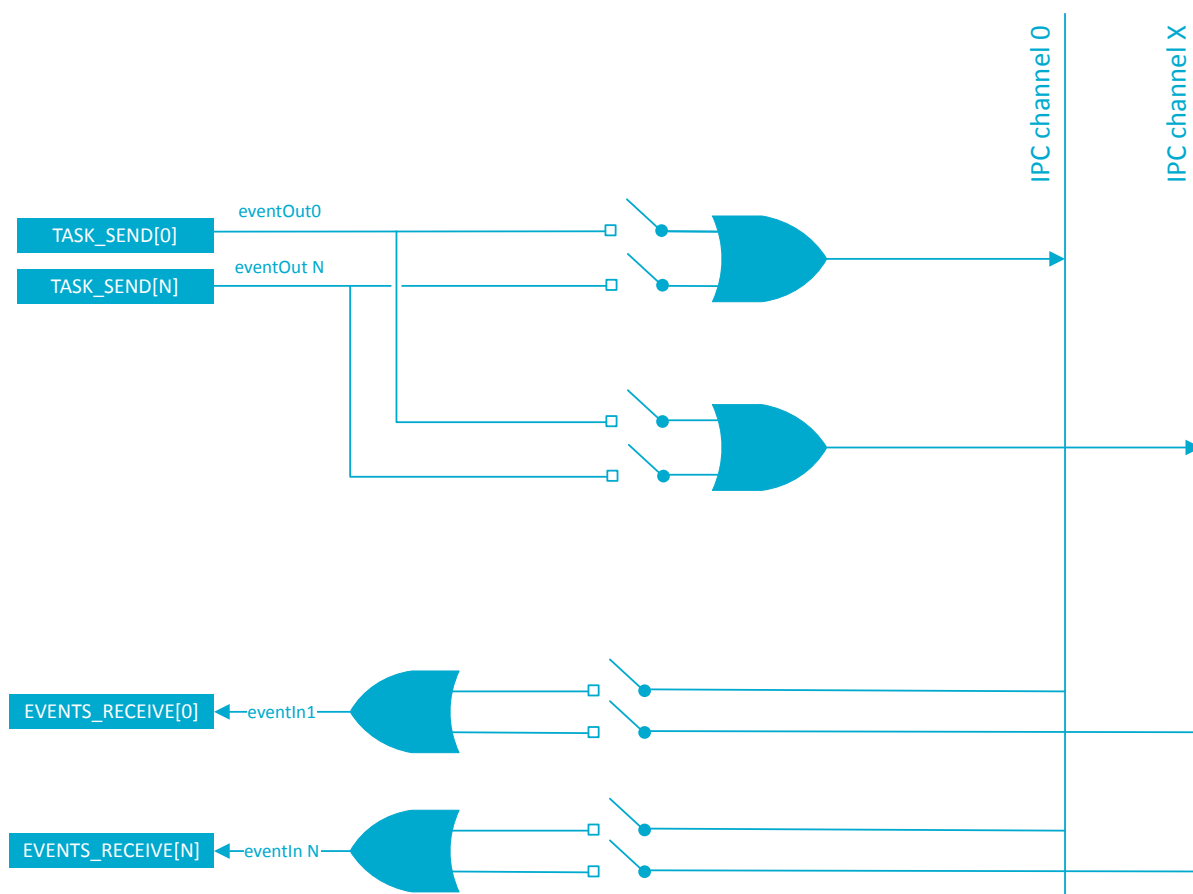 IPC channel 0
IPC channel X
eventOut0
TASK_SEND[0]
eventOut N
TASK_SEND[N]
EVENTS_RECEIVE[0]
eventIn1
EVENTS_RECEIVE[N]
eventIn N